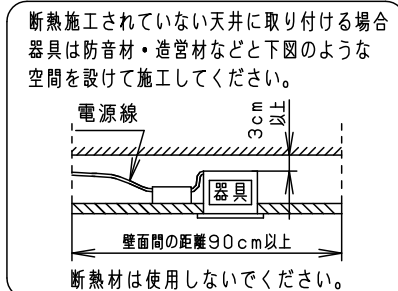 断熱施工されていない天井に取り付ける場合
器具は防音材・造営材などと下図のような
空間を設けて施工してください。
電源線
3cm
以上
器具
壁面間の距離90cm以上
断熱材は使用しないでください。